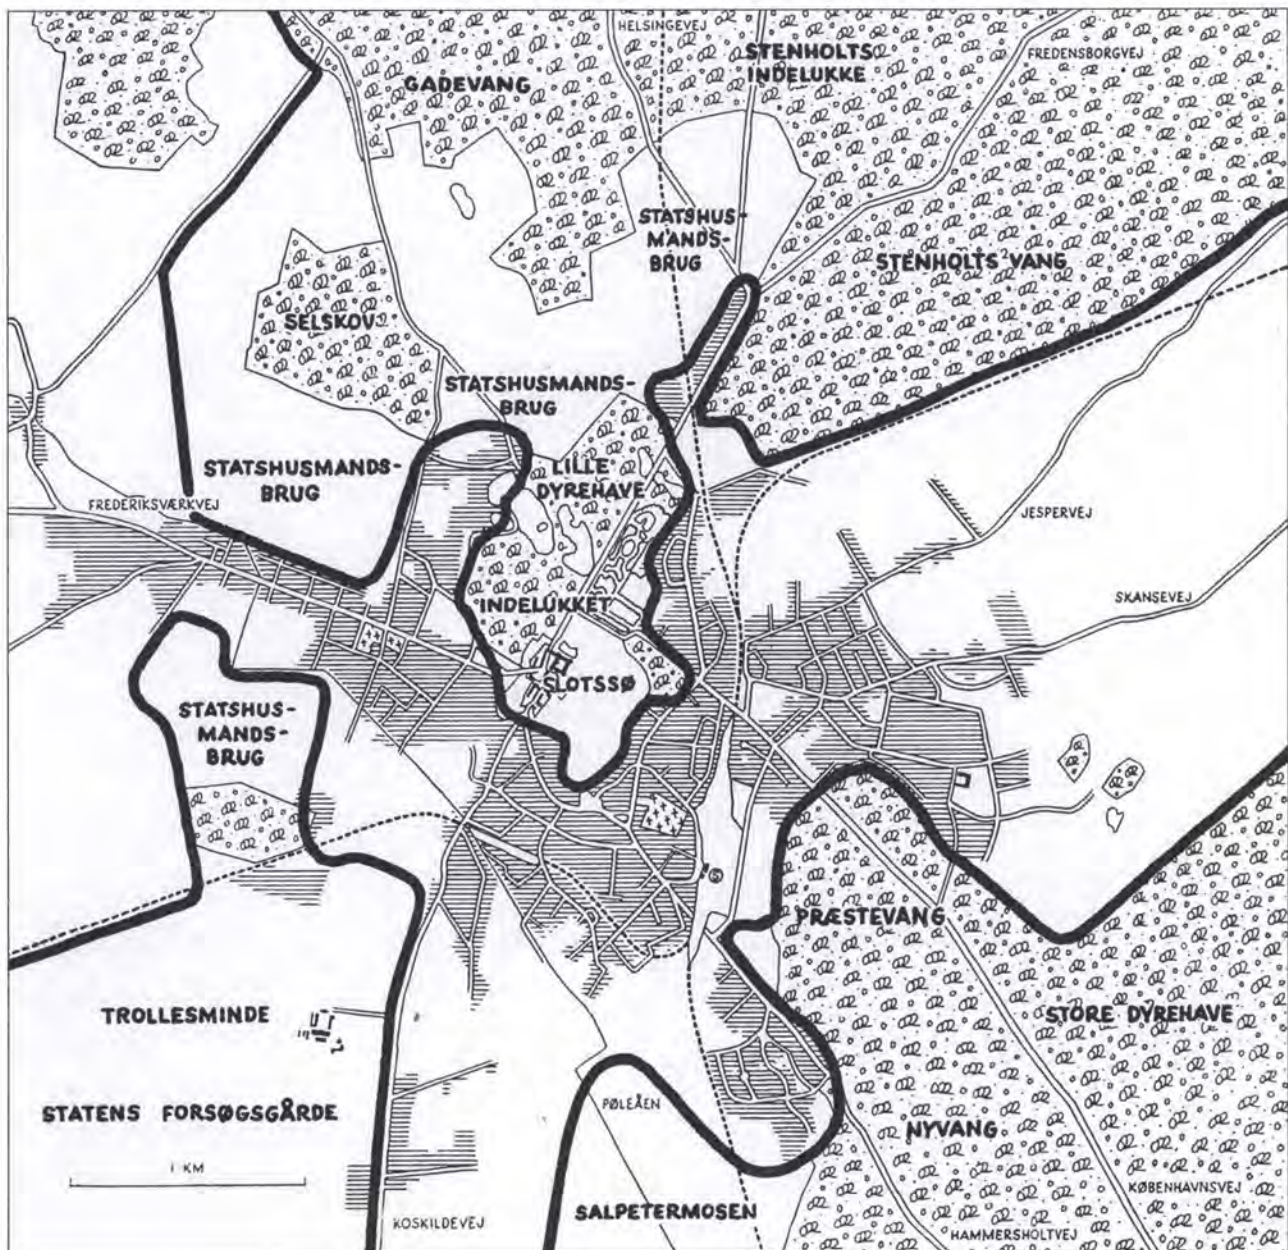 HELSINGEVEJ
STENHOLTS
INDELUKKE
FREDENSBORGVEJ
GADEVANG
STATSHUS-
MANDS-
BRUG
STENHOLTS VANG
SELSKOV
STATSHUSMANDS-
BRUG
STATSHUSMANDS-
BRUG
LILLE
DYREHAVE
FREDERIKSVÆRKVEJ
JESPERVEJ
INDELUKKET
SKANSEVEJ
SLOTSSØ
STATSHUS-
MANDS-
BRUG
S
PRÆSTEVANG
TROLLESMINDE
STORE DYREHAVE
STATENS FORSØGSGÅRDE
PØLEÅEN
NYVANG
1 KM
KØBENHAVNSVEJ
SALPETERMOSEN
KOSKILDEVEJ
HAMMERSHOLTVEJ